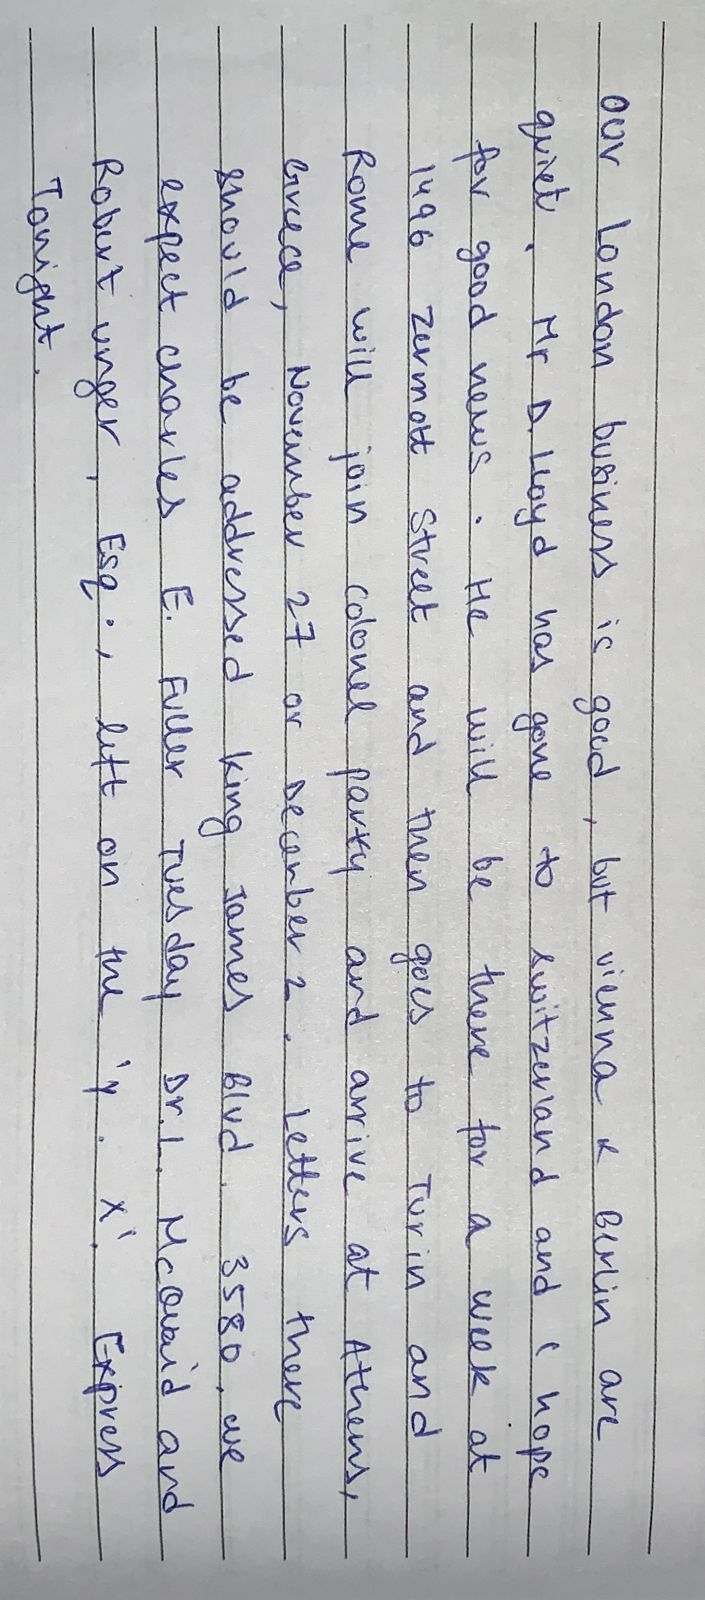 Our London business is good, but vienna & Berlin are
quiet. Mr D. Lloyd has gone to switzerland and I hope
for good news. He will be there for a week at
1496 Zermott Street and then goes to Turin and
Rome will join colonel party and arrive at Athens,
Greece, November 27 or December 2. Letters there
should be addressed King James Blvd. 3580, we
expect charles E. Fuller Tuesday Dr. L. McQuaid and
Robert unger, Esq., left on the 'Y. X'. Express
Tonight.